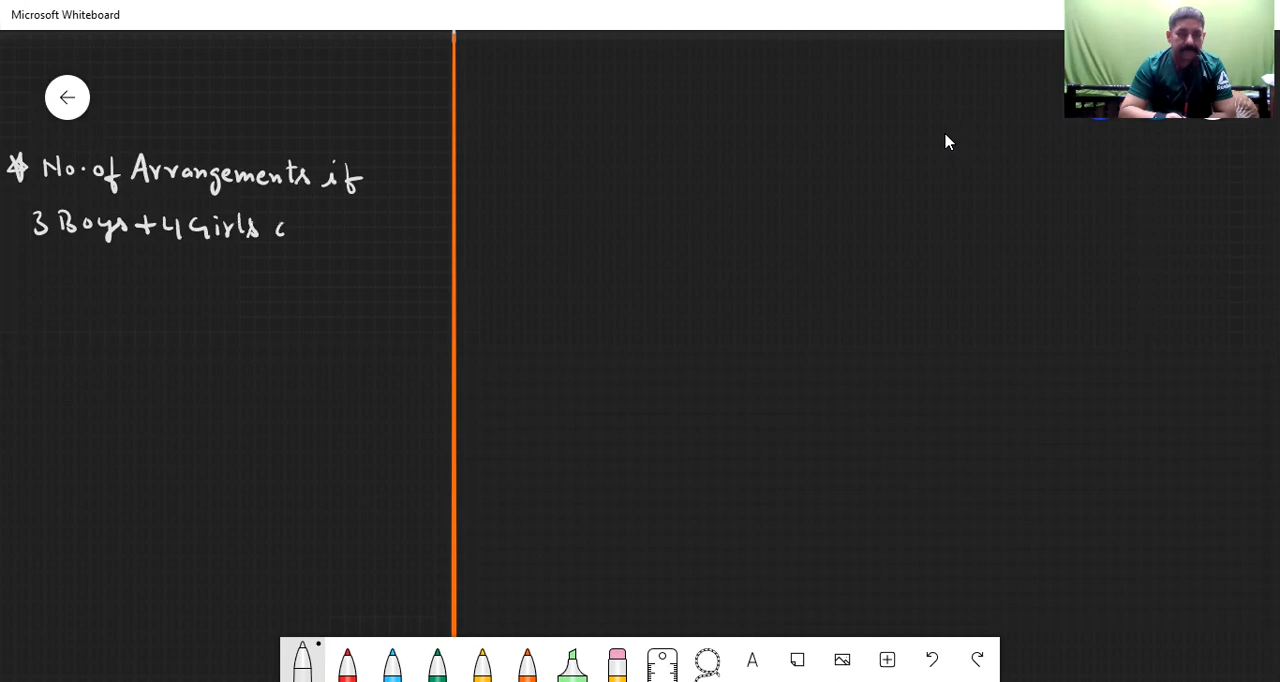 Microsoft Whiteboard
* No. of Arrangements if
3 Boys + 4 Girls
A